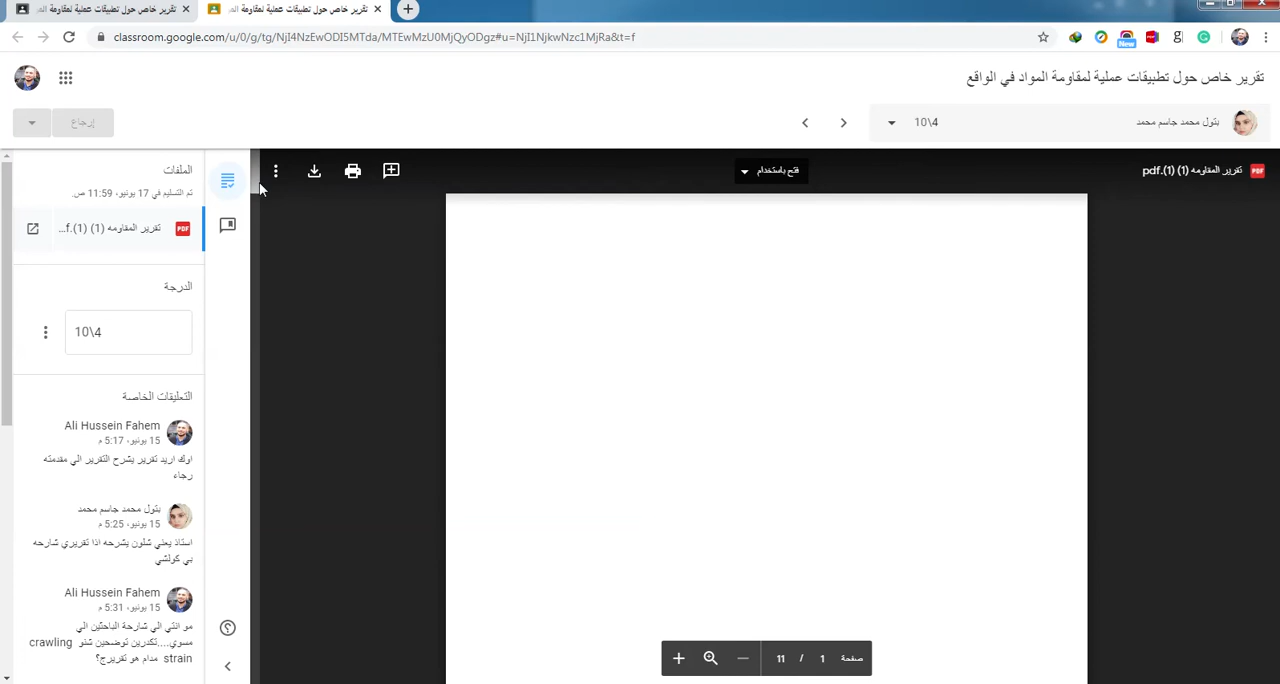 تقرير خاص حول تطبيقات عملية لمقاومة
تقرير خاص حول تطبيقات عملية لمقاومة
classroom.google.com/u/0/g/tg/NjI4NzEwODI5MTda/MTEwMzU0MjQyODgz#u=NjI1NjkwNzc1MjRa&t=f
New
تقرير خاص حول تطبيقات عملية لمقاومة المواد في الواقع
إرجاع
10\4
بتول محمد جاسم محمد
الملفات
تم التسليم في 17 يونيو، 11:59 ص.
تقرير المقاومه (1) (1).f...
PDF
فتح باستخدام
تقرير المقاومه (1) (1).pdf
PDF
الدرجة
10\4
التعليقات الخاصة
Ali Hussein Fahem
15 يونيو، 5:17 م
اوك اريد تقرير يشرح التقرير الي مقدمته
رجاء
بتول محمد جاسم محمد
15 يونيو، 5:25 م
استاذ يعني شلون يشرحه اذا تقريري شارحه
بي كولشي
Ali Hussein Fahem
15 يونيو، 5:31 م
مو انتي الي شارحة الباحثين الي
مسوي....تكدرين توضحين شنو crawling
strain مدام هو تقريرج؟
صفحة 1 / 11